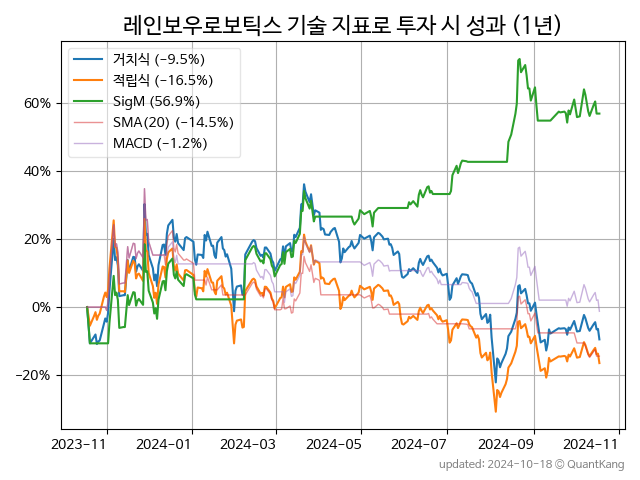 레인보우로보틱스 기술 지표로 투자 시 성과 (1년)
거치식 (−9.5%)
적립식 (−16.5%)
SigM (56.9%)
SMA(20) (−14.5%)
MACD (−1.2%)
60%
40%
20%
0%
−20%
2023-11 2024-01 2024-03 2024-05 2024-07 2024-09 2024-11
updated: 2024-10-18 © QuantKang